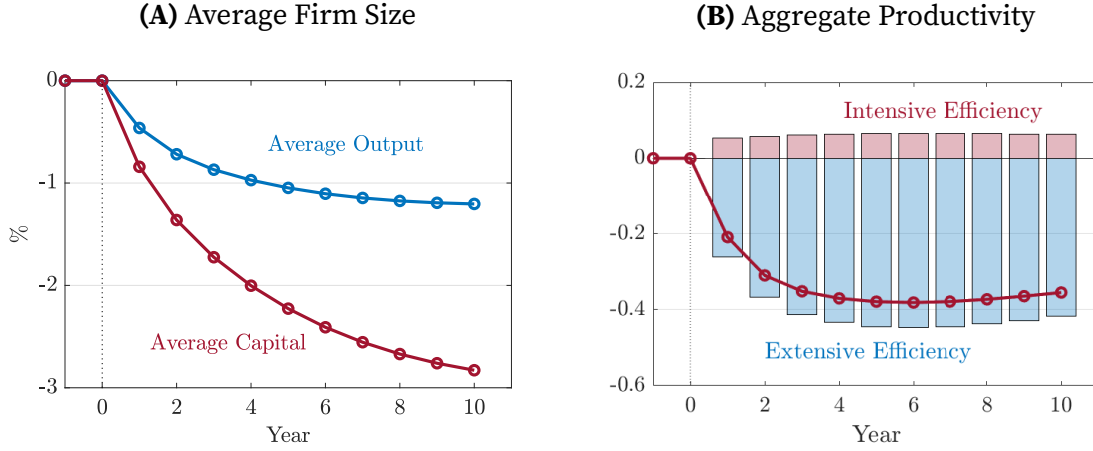 (A) Average Firm Size
0
-1
-2
-3
%
Average Output
Average Capital
0 2 4 6 8 10
Year
(B) Aggregate Productivity
0.2
0
-0.2
-0.4
-0.6
Intensive Efficiency
Extensive Efficiency
0 2 4 6 8 10
Year